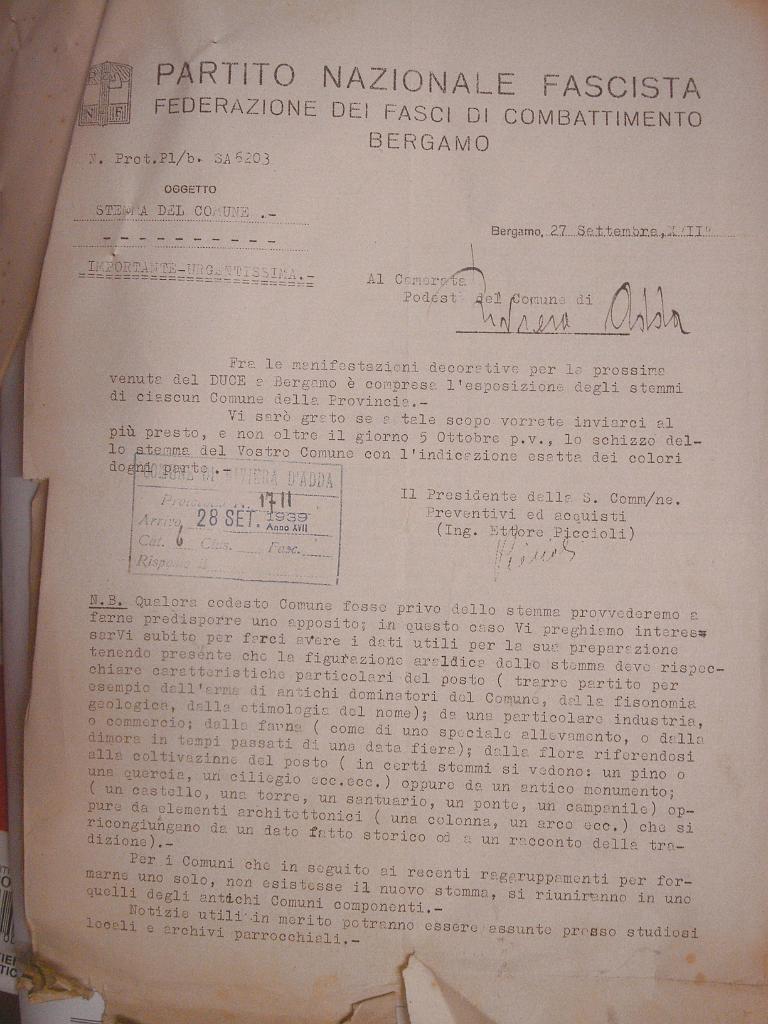 PARTITO NAZIONALE FASCISTA
FEDERAZIONE DEI FASCI DI COMBATTIMENTO
BERGAMO
N. Prot.Pl/b. SA6203
OGGETTO
STEMMA DEL COMUNE .-
IMPORTANTE-URGENTISSIMA.-
Bergamo, 27 Settembre,
Al Camerata
Podestà del Comune di
Riviera Adda
Fra le manifestazioni decorative per la prossima
venuta del DUCE a Bergamo è compresa l'esposizione degli stemmi
di ciascun Comune della Provincia.-
Vi sarò grato se a tale scopo vorrete inviarci al
più presto, e non oltre il giorno 5 Ottobre p.v., lo schizzo del-
lo stemma del Vostro Comune con l'indicazione esatta dei colori
dogni parte.-
COMUNE DI RIVIERA D'ADDA
Protoc. 1711
Arrivo 28 SET. 1939
Anno XVII
Cat. 6 Clas. Fasc.
Risposta il
Il Presidente della S. Comm/ne.
Preventivi ed acquisti
(Ing. Ettore Piccioli)
N.B. Qualora codesto Comune fosse privo dello stemma provvederemo a
farne predisporre uno apposito; in questo caso Vi preghiamo interes
sarVi subito per farci avere i dati utili per la sua preparazione
tenendo presente che la figurazione araldica dello stemma deve rispec-
chiare caratteristiche particolari del posto ( trarre partito per
esempio dall'arma di antichi dominatori del Comune, dalla fisonomia
geologica, dalla etimologia del nome); da una particolare industria,
o commercio; dalla fauna ( come di uno speciale allevamento, o dalla
dimora in tempi passati di una data fiera); dalla flora riferendosi
alla coltivazinne del posto ( in certi stemmi si vedono: un pino o
una quercia, un ciliegio ecc.ecc.) oppure da un antico monumento;
( un castello, una torre, un santuario, un ponte, un campanile) op-
pure da elementi architettonici ( una colonna, un arco ecc.) che si
ricongiungano da un dato fatto storico od a un racconto della tra-
dizione).-
Per i Comuni che in seguito ai recenti raggruppamenti per for-
marne uno solo, non esistesse il nuovo stemma, si riuniranno in uno
quelli degli antichi Comuni componenti.-
Notizie utili in merito potranno essere assunte presso studiosi
locali e archivi parrocchiali.-